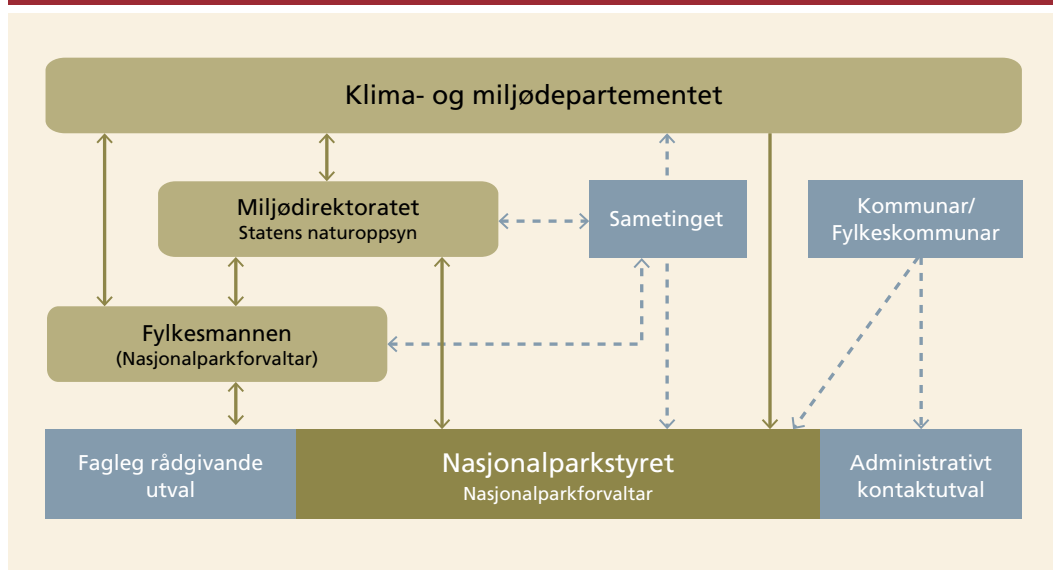 Klima- og miljødepartementet
Miljødirektoratet
Statens naturoppsyn
Sametinget
Kommunar/
Fylkeskommunar
Fylkesmannen
(Nasjonalparkforvaltar)
Fagleg rådgivande
utval
Nasjonalparkstyret
Nasjonalparkforvaltar
Administrativt
kontaktutval